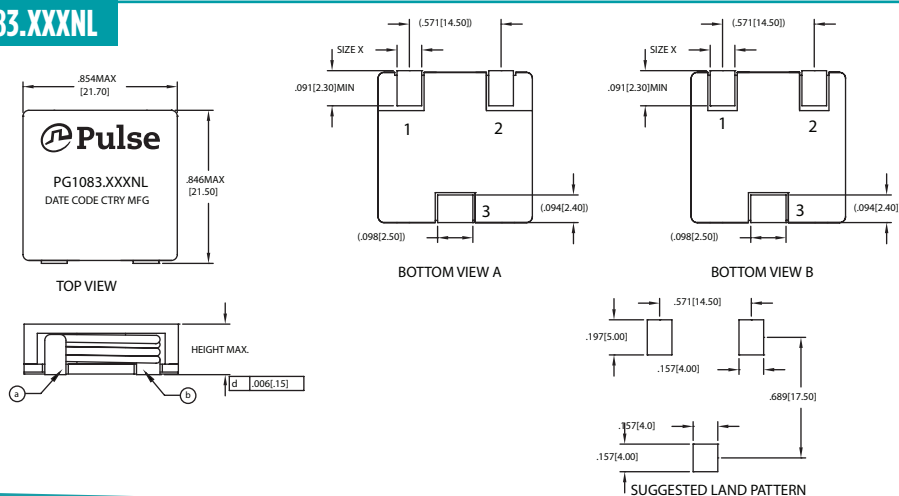 83.XXXNL
.854MAX
[21.70]
Pulse
PG1083.XXXNL
DATE CODE CTRY MFG
.846MAX
[21.50]
TOP VIEW
HEIGHT MAX.
a
b
d .006[.15]
(.571[14.50])
SIZE X
.091[2.30]MIN
1
2
3
(.094[2.40])
(.098[2.50])
BOTTOM VIEW A
(.571[14.50])
SIZE X
.091[2.30]MIN
1
2
3
(.094[2.40]
(.098[2.50])
BOTTOM VIEW B
.571[14.50]
.197[5.00]
.157[4.00]
.689[17.50]
.157[4.0]
.157[4.00]
SUGGESTED LAND PATTERN